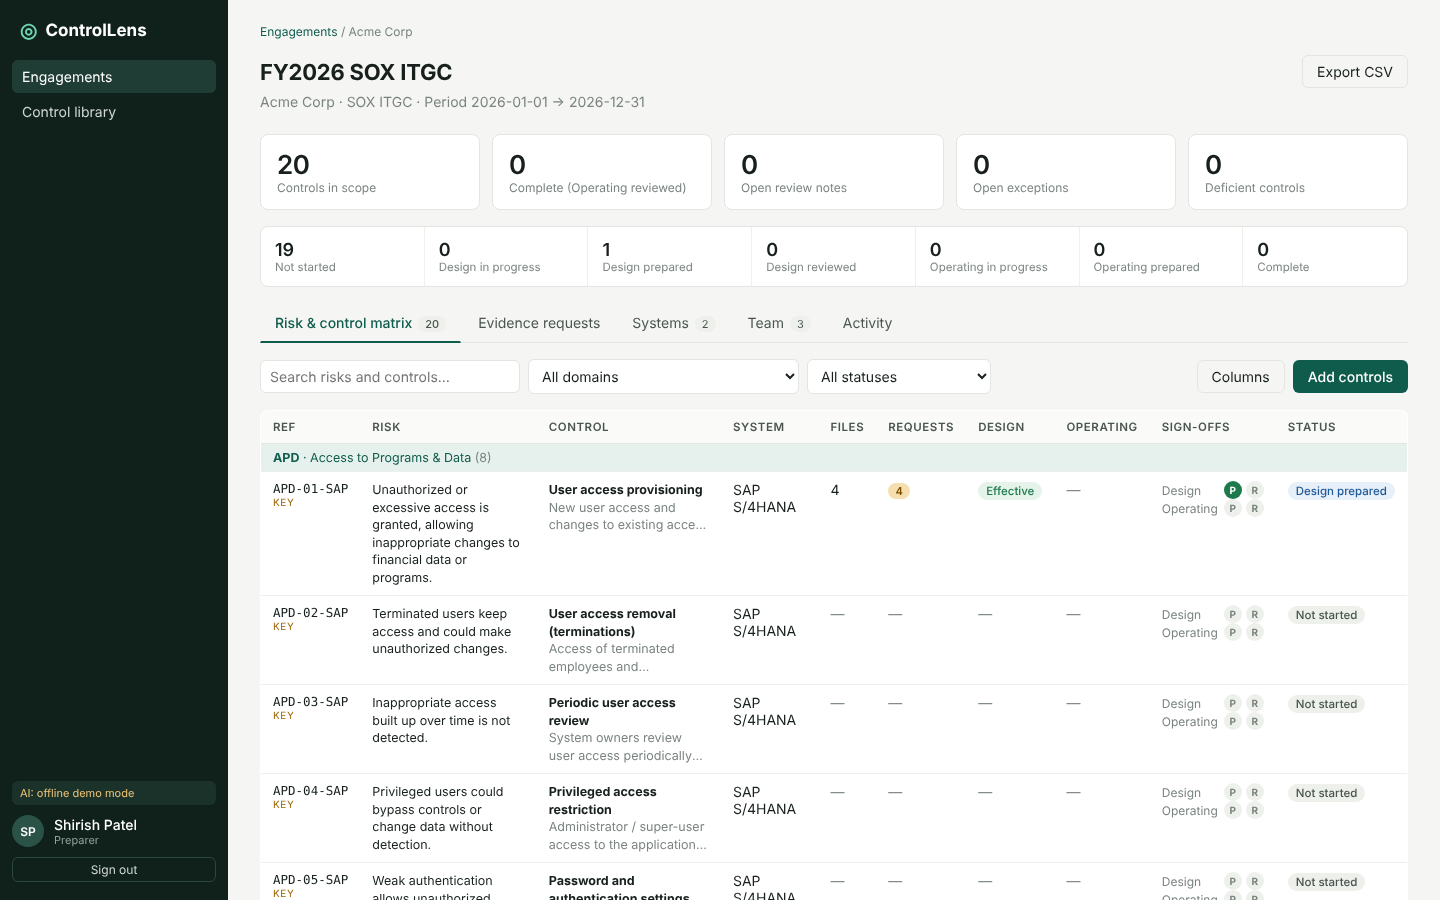 ControlLens
Engagements
Control library
AI: offline demo mode
SP
Shirish Patel
Preparer
Sign out
Engagements / Acme Corp
FY2026 SOX ITGC
Export CSV
Acme Corp · SOX ITGC · Period 2026-01-01 → 2026-12-31
20
Controls in scope
0
Complete (Operating reviewed)
0
Open review notes
0
Open exceptions
0
Deficient controls
19
Not started
0
Design in progress
1
Design prepared
0
Design reviewed
0
Operating in progress
0
Operating prepared
0
Complete
Risk & control matrix 20
Evidence requests
Systems 2
Team 3
Activity
Search risks and controls...
All domains
All statuses
Columns
Add controls
REF RISK CONTROL SYSTEM FILES REQUESTS DESIGN OPERATING SIGN-OFFS STATUS
APD · Access to Programs & Data (8)
APD-01-SAP
KEY
Unauthorized or
excessive access is
granted, allowing
inappropriate changes to
financial data or
programs.
User access provisioning
New user access and
changes to existing acce...
SAP
S/4HANA
4
4
Effective
—
Design P R
Operating P R
Design prepared
APD-02-SAP
KEY
Terminated users keep
access and could make
unauthorized changes.
User access removal
(terminations)
Access of terminated
employees and...
SAP
S/4HANA
—
—
—
—
Design P R
Operating P R
Not started
APD-03-SAP
KEY
Inappropriate access
built up over time is not
detected.
Periodic user access
review
System owners review
user access periodically...
SAP
S/4HANA
—
—
—
—
Design P R
Operating P R
Not started
APD-04-SAP
KEY
Privileged users could
bypass controls or
change data without
detection.
Privileged access
restriction
Administrator / super-user
access to the application...
SAP
S/4HANA
—
—
—
—
Design P R
Operating P R
Not started
APD-05-SAP
KEY
Weak authentication
allows unauthorized
Password and
authentication settings
SAP
S/4HANA
—
—
—
—
Design P R
Operating P R
Not started